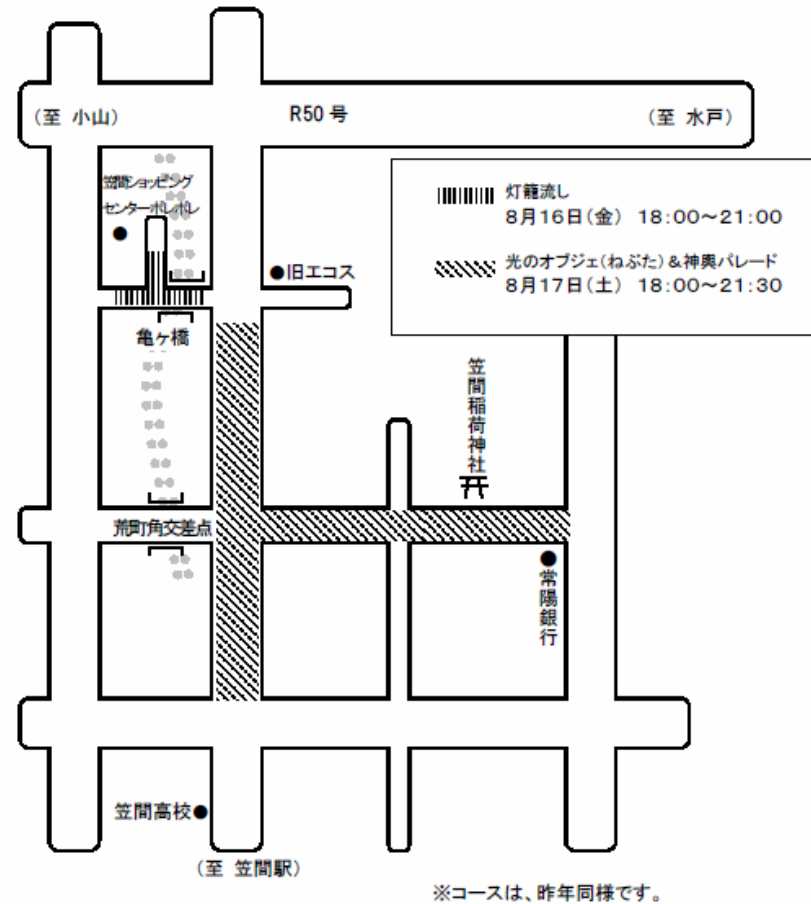 (至 小山)
R50号
(至 水戸)
笠間ショッピング
センターポレポレ
灯籠流し
8月16日(金) 18:00~21:00
光のオブジェ(ねぶた)&神輿パレード
8月17日(土) 18:00~21:30
●旧エコス
亀ヶ橋
笠間稲荷神社
荒町角交差点
●常陽銀行
笠間高校●
(至 笠間駅)
※コースは、昨年同様です。